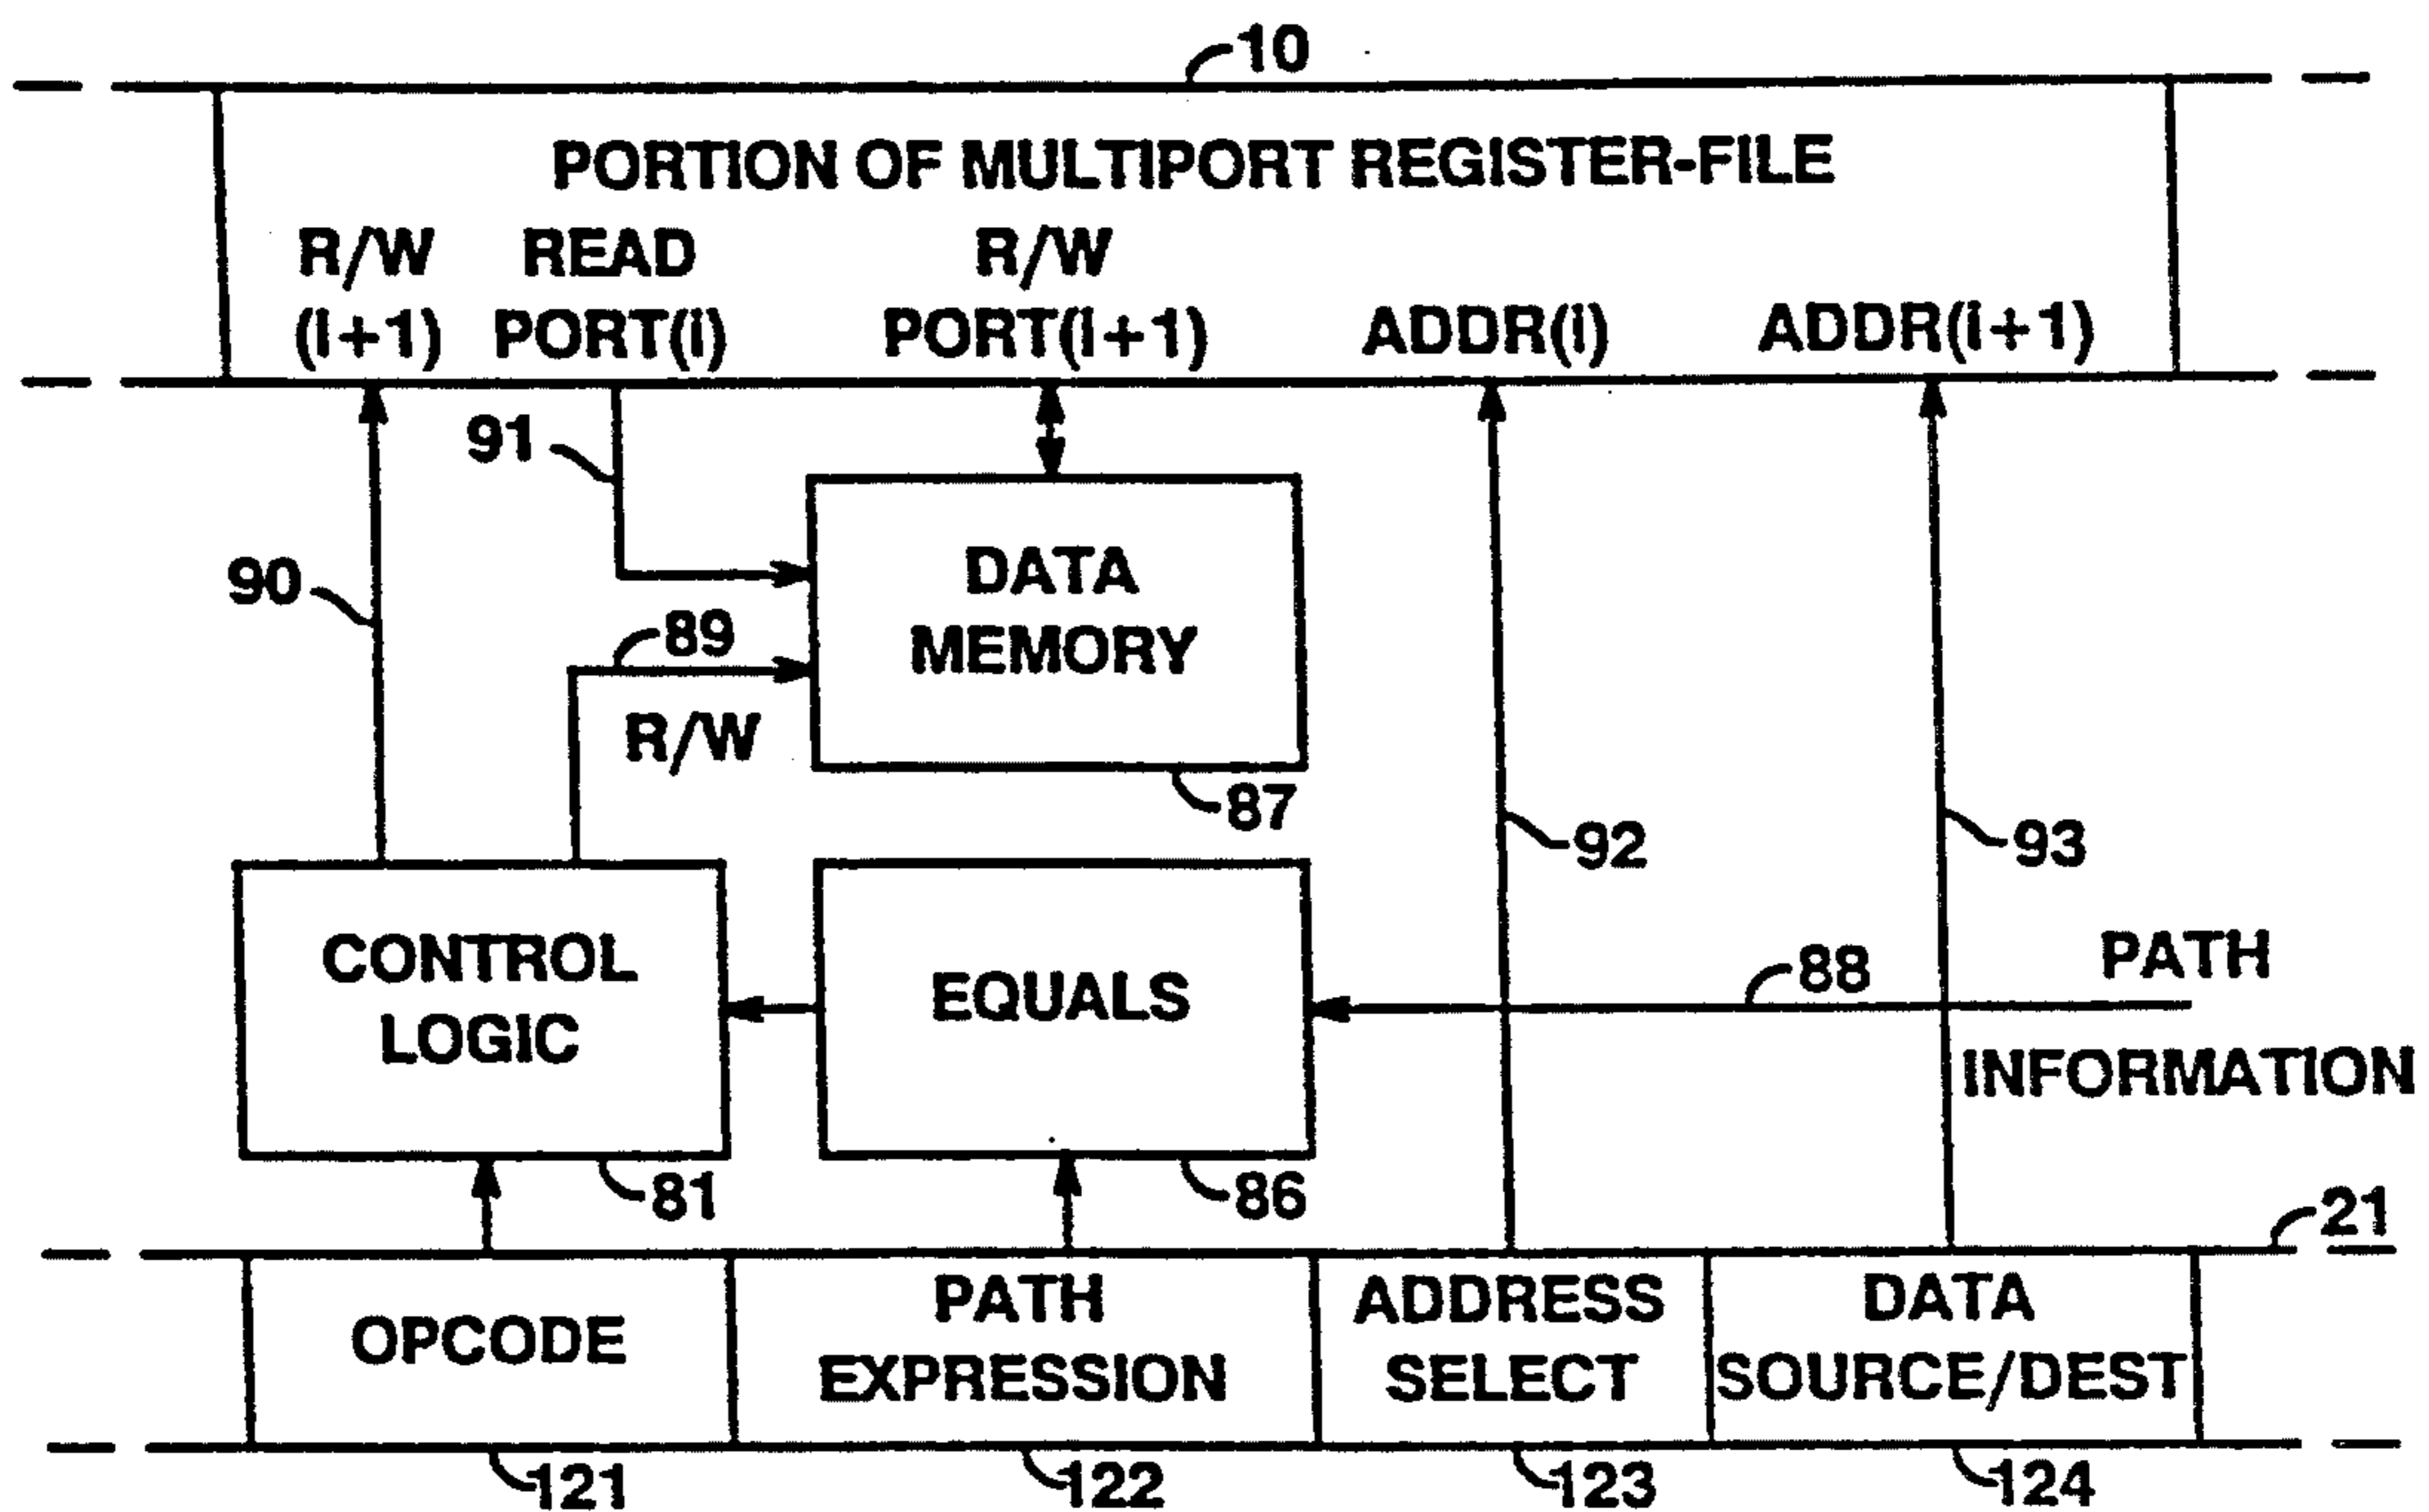 10
PORTION OF MULTIPORT REGISTER-FILE
R/W
(i+1)
READ
PORT(i)
R/W
PORT(i+1)
ADDR(i)
ADDR(i+1)
91
90
DATA
MEMORY
89
R/W
87
92
93
CONTROL
LOGIC
EQUALS
88
PATH
INFORMATION
81
86
21
OPCODE
PATH
EXPRESSION
ADDRESS
SELECT
DATA
SOURCE/DEST
121
122
123
124